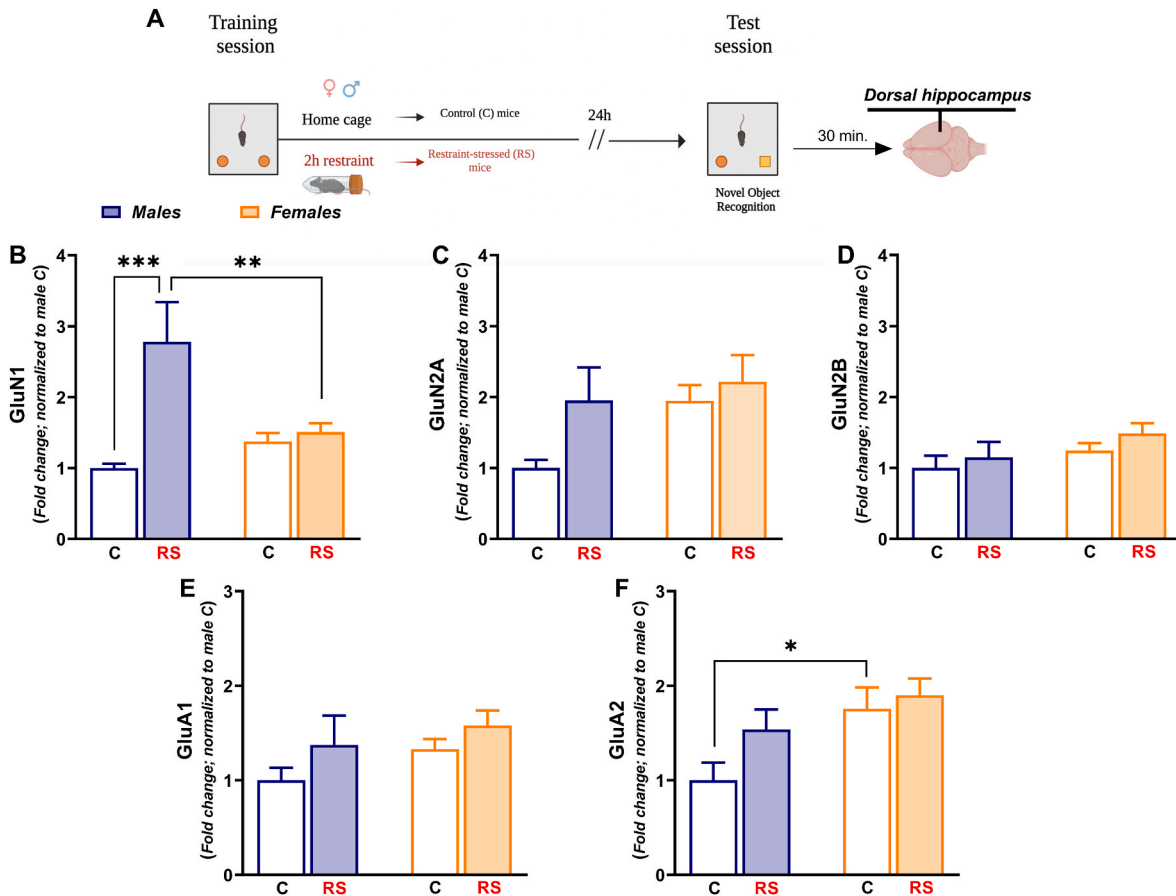 A
Training
session
Test
session
♀ ♂
Home cage
Control (C) mice
2h restraint
Restraint-stressed (RS)
mice
24h
//
Novel Object
Recognition
30 min.
Dorsal hippocampus
Males
Females
B
GluN1
(Fold change; normalized to male C)
4
3
2
1
0
***
**
C
RS
C
RS
C
GluN2A
(Fold change; normalized to male C)
4
3
2
1
0
C
RS
C
RS
D
GluN2B
(Fold change; normalized to male C)
4
3
2
1
0
C
RS
C
RS
E
GluA1
(Fold change; normalized to male C)
3
2
1
0
C
RS
C
RS
F
GluA2
(Fold change; normalized to male C)
3
2
1
0
*
C
RS
C
RS